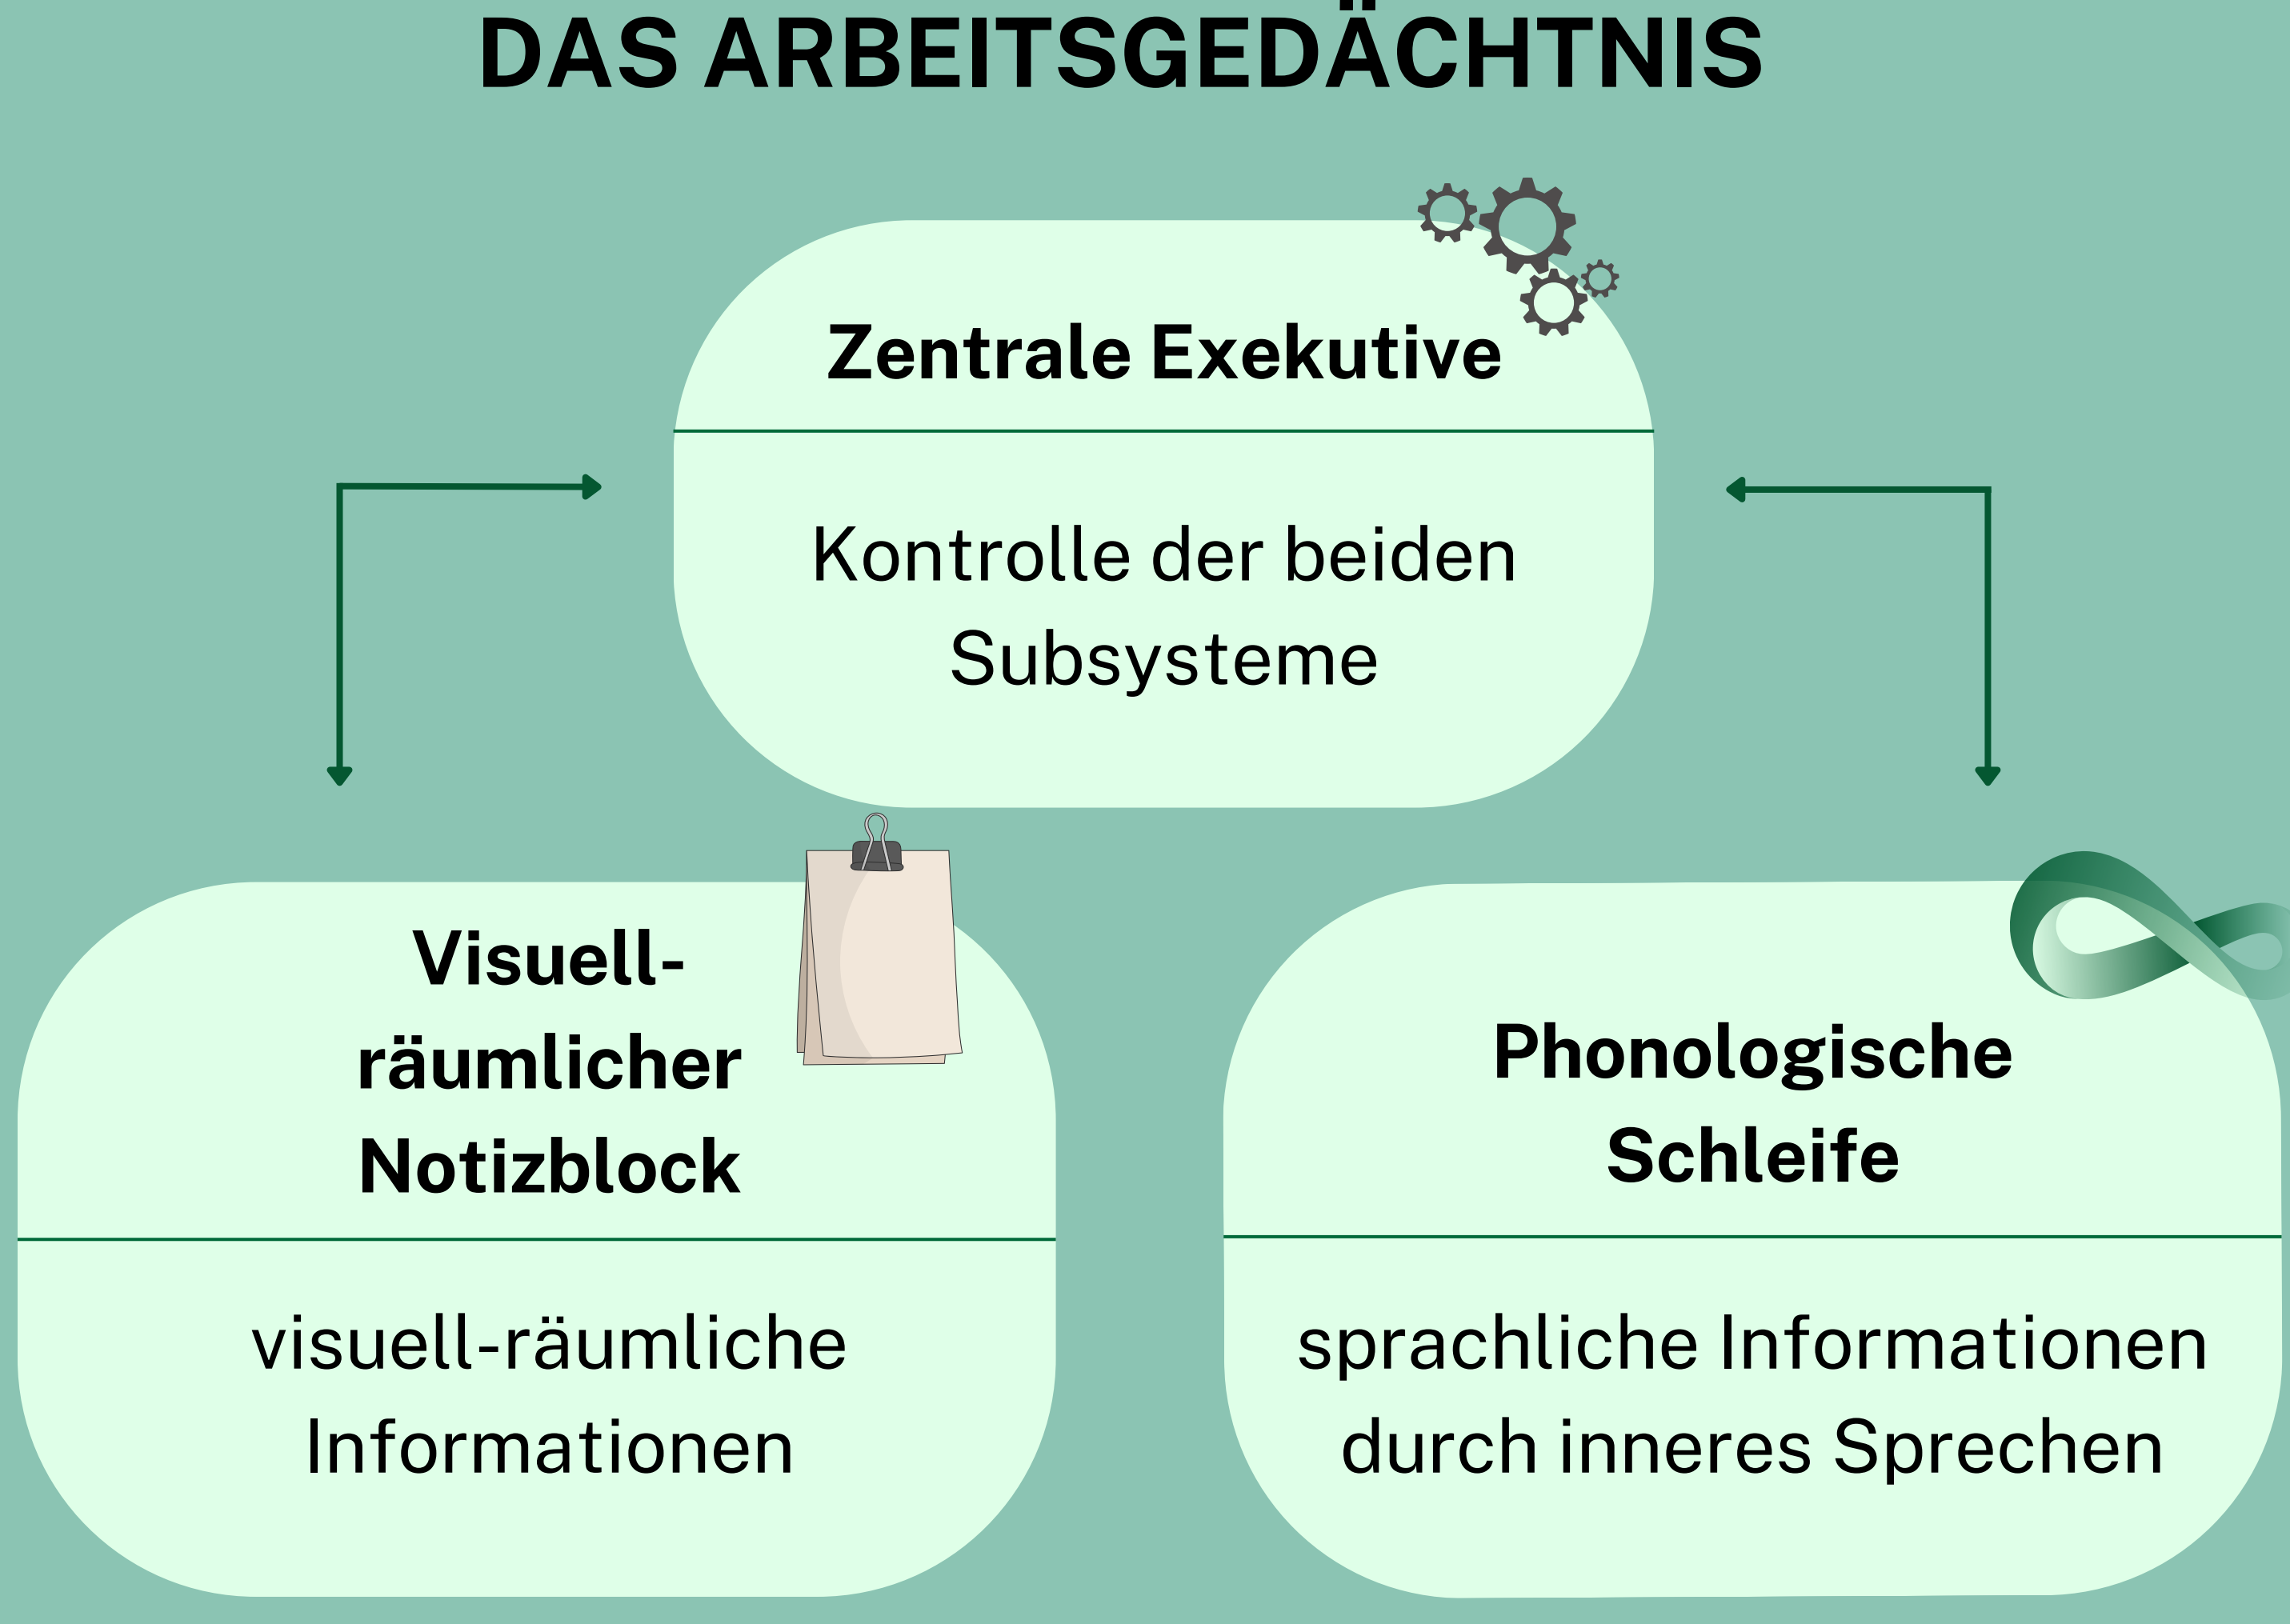 DAS ARBEITSGEDÄCHTNIS
Zentrale Exekutive
Kontrolle der beiden
Subsysteme
Visuell-
räumlicher
Notizblock
visuell-räumliche
Informationen
Phonologische
Schleife
sprachliche Informationen
durch inneres Sprechen